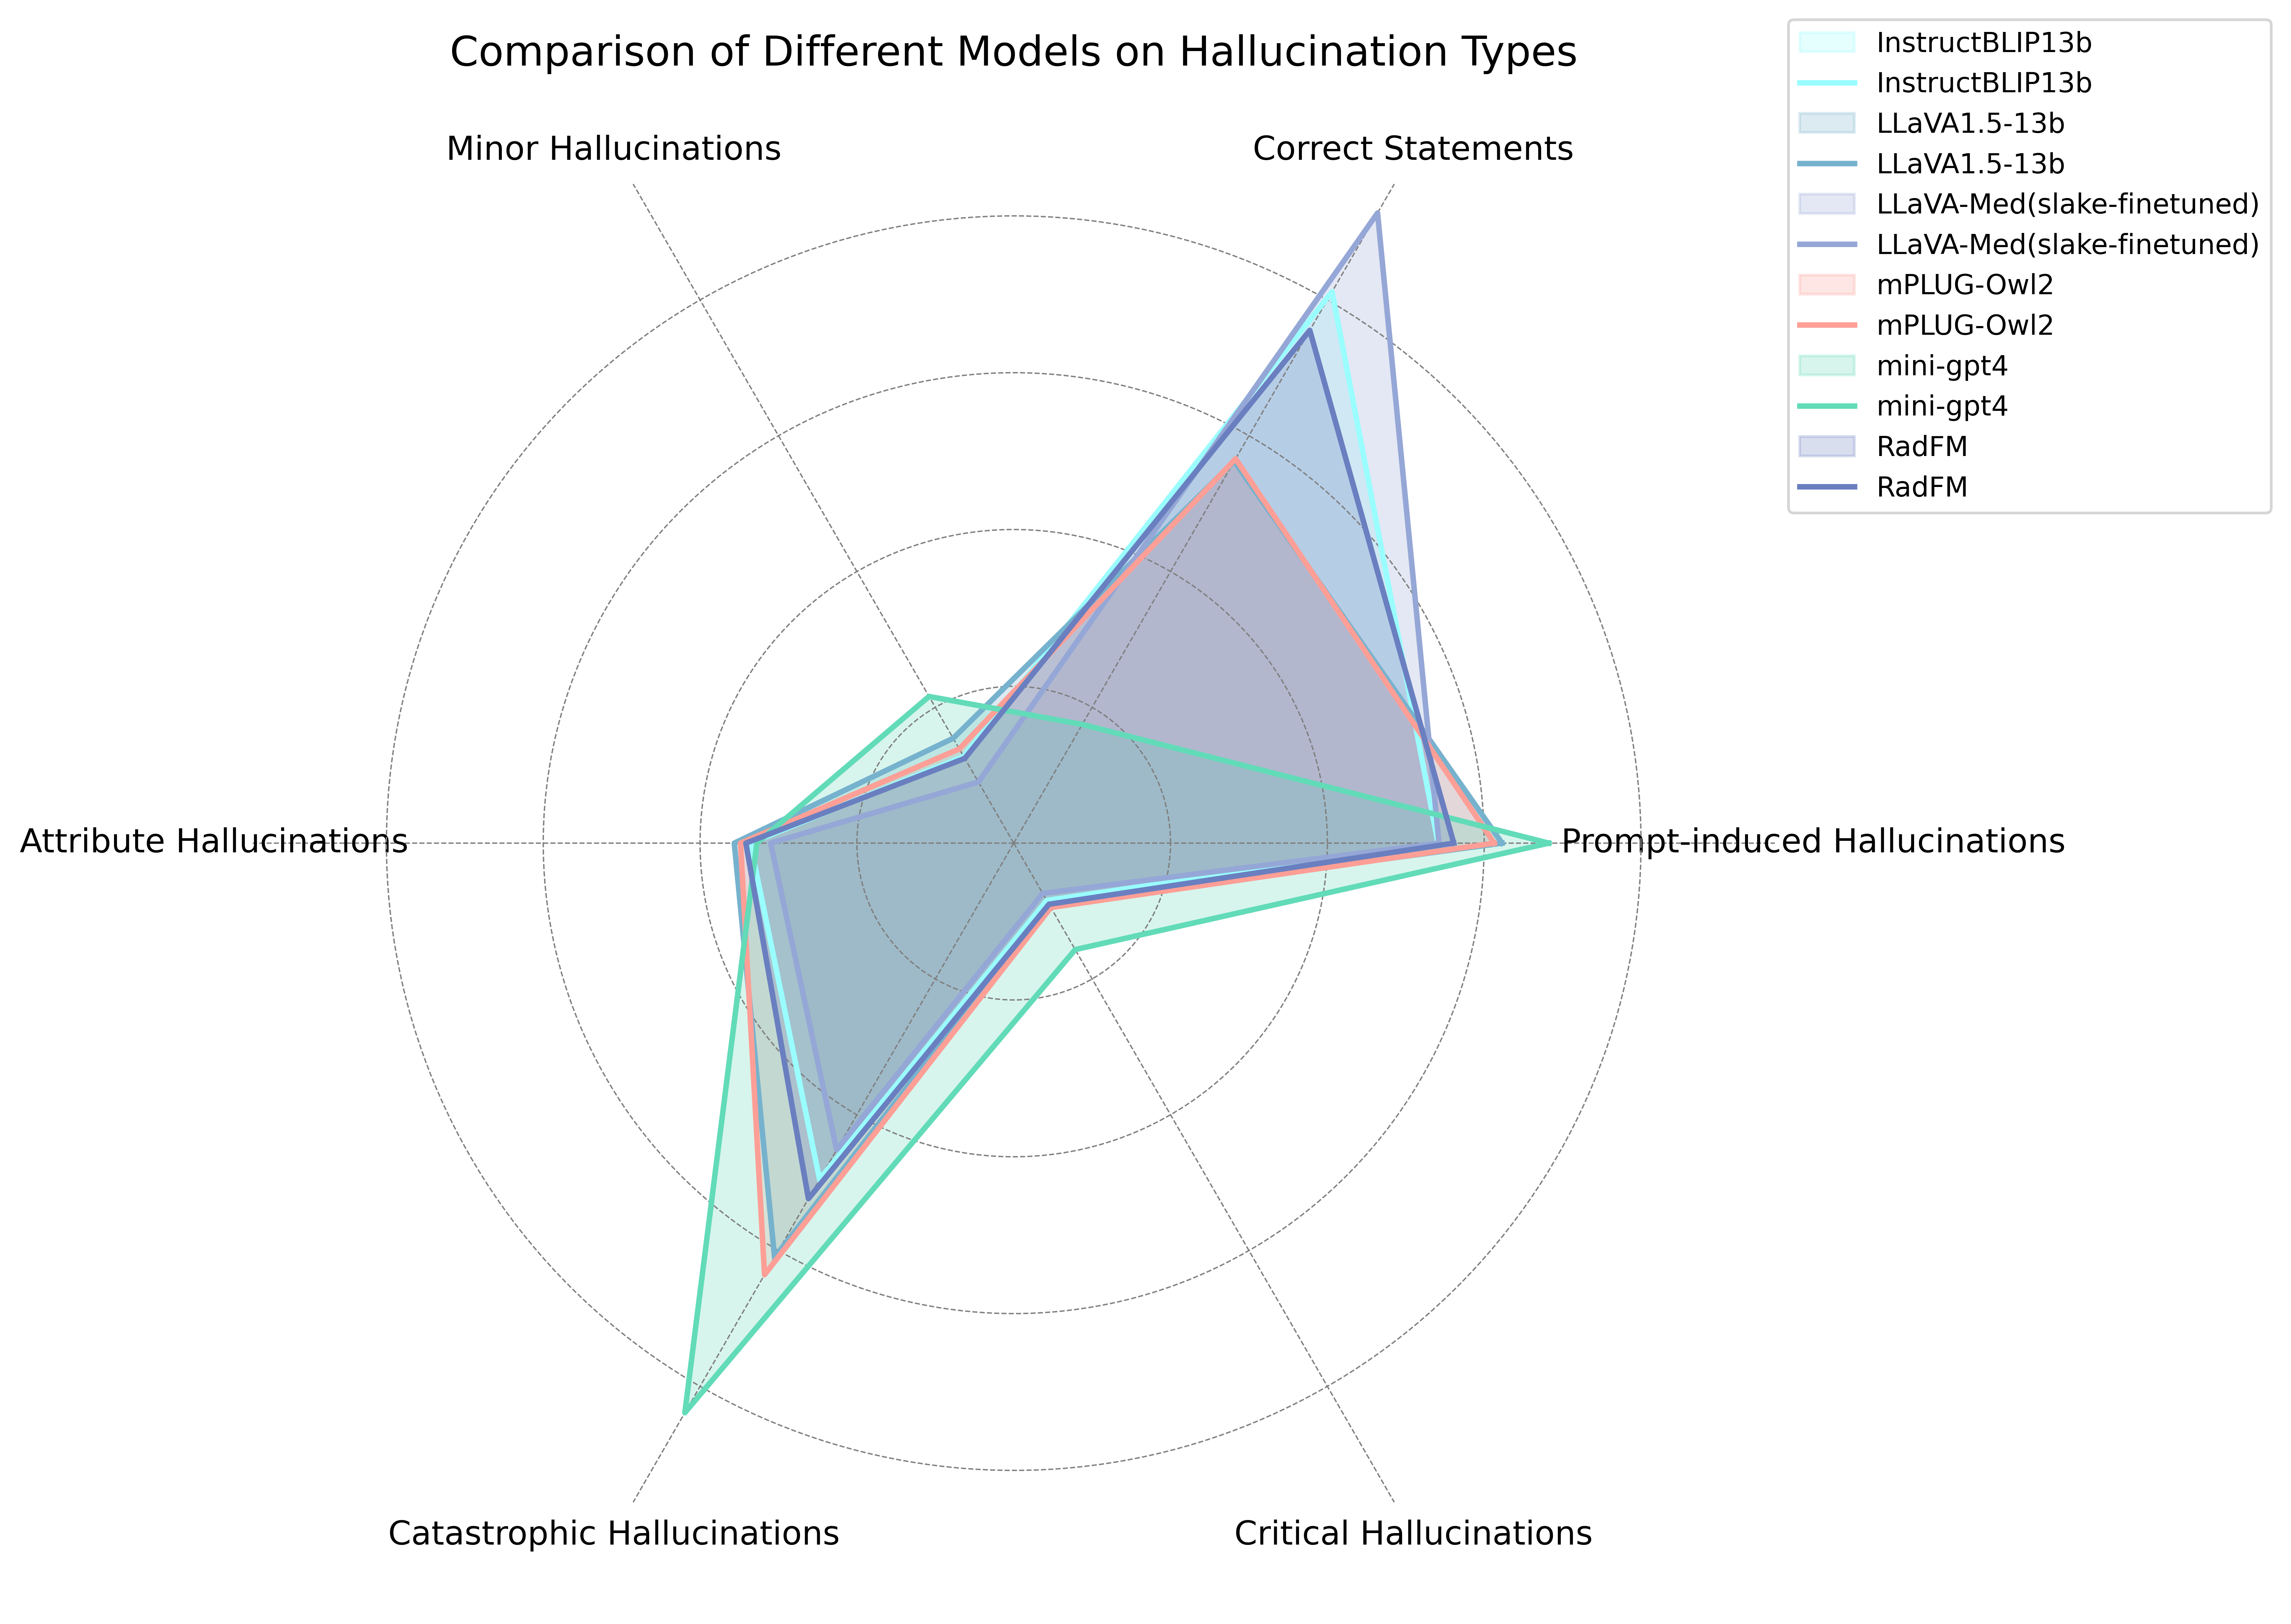 Comparison of Different Models on Hallucination Types
InstructBLIP13b
InstructBLIP13b
LLaVA1.5-13b
LLaVA1.5-13b
LLaVA-Med(slake-finetuned)
LLaVA-Med(slake-finetuned)
mPLUG-Owl2
mPLUG-Owl2
mini-gpt4
mini-gpt4
RadFM
RadFM
Minor Hallucinations
Correct Statements
Attribute Hallucinations
Prompt-induced Hallucinations
Catastrophic Hallucinations
Critical Hallucinations